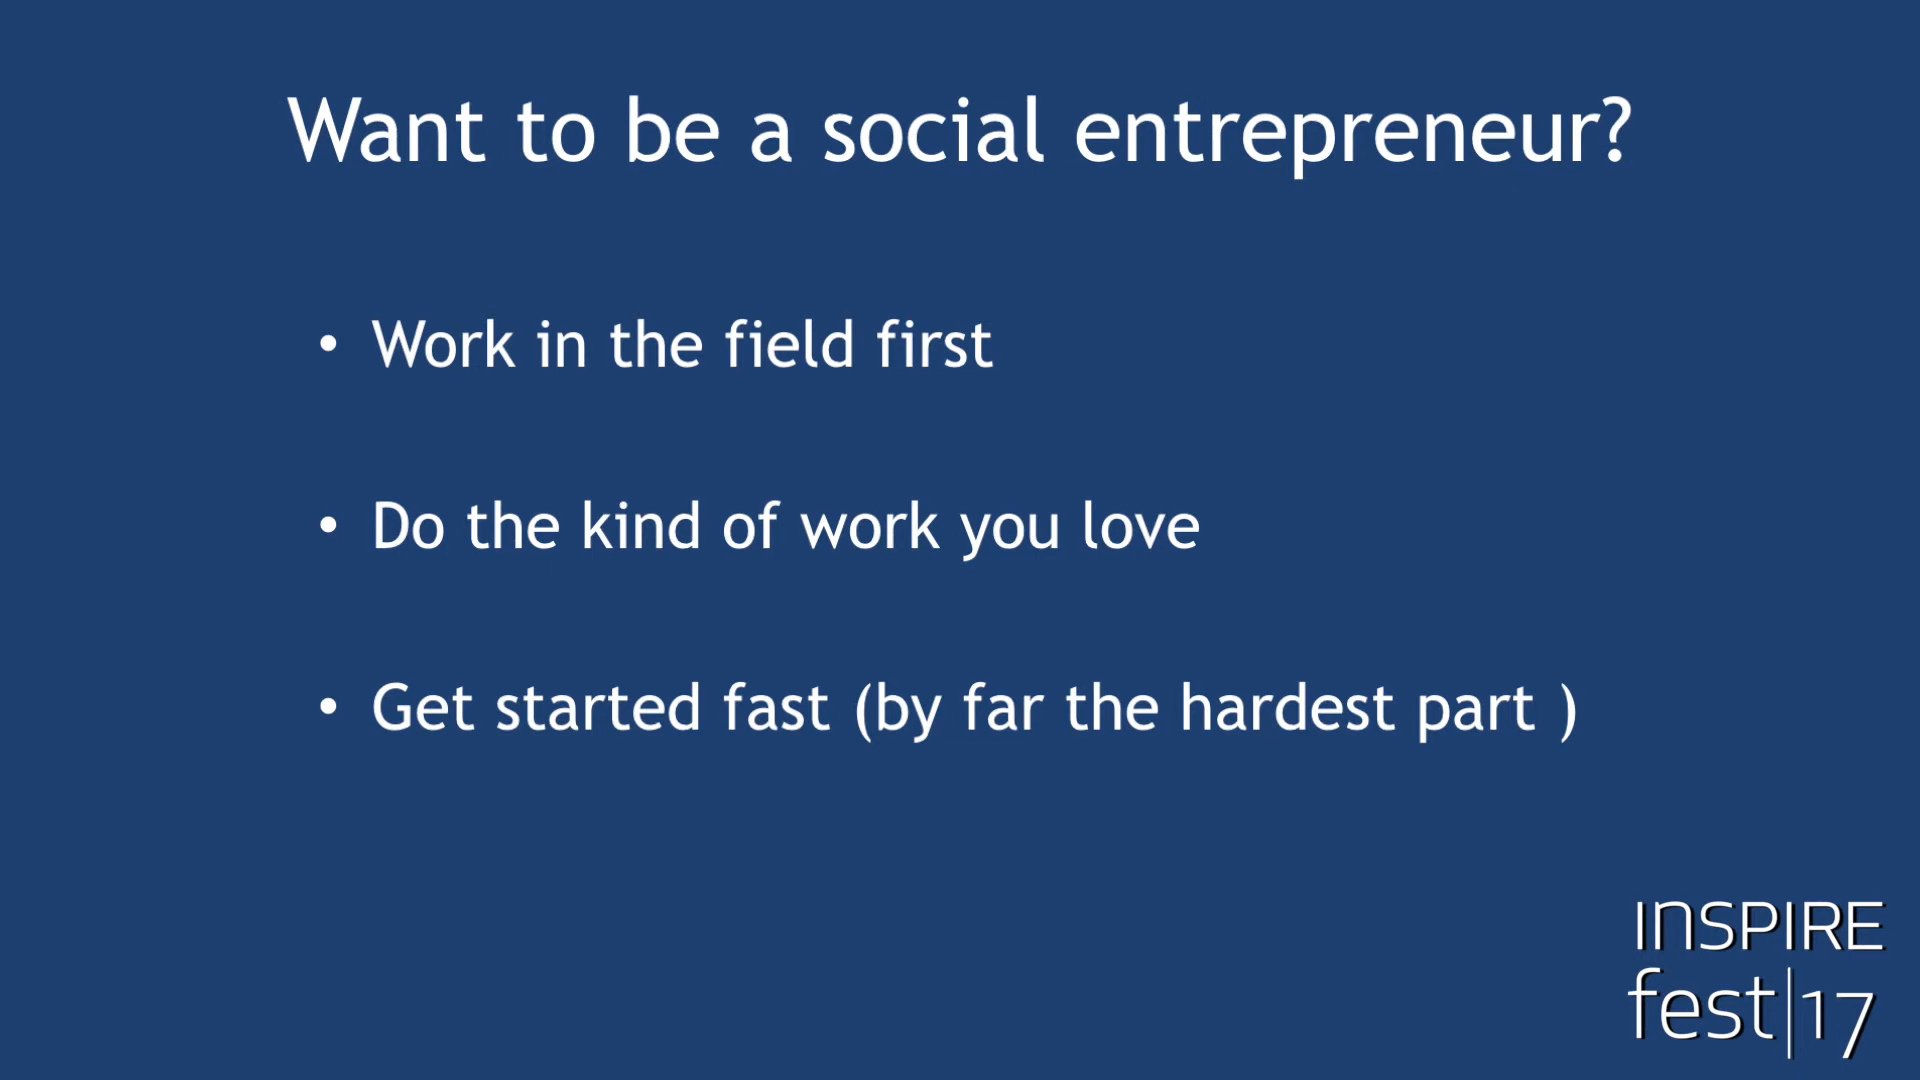 Want to be a social entrepreneur?
• Work in the field first
• Do the kind of work you love
• Get started fast (by far the hardest part )
INSPIRE
fest|17